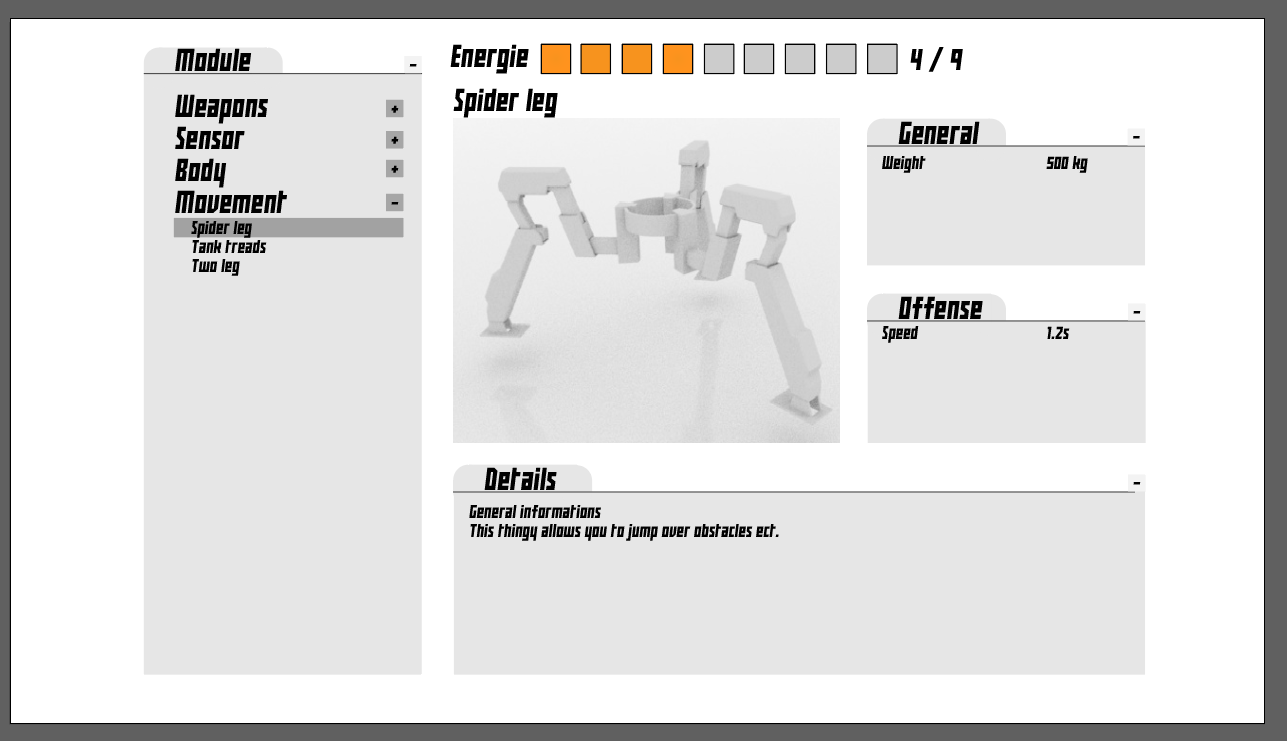 Module
-
Weapons +
Sensor +
Body +
Movement -
Spider leg
Tank treads
Two leg
Energie 4 / 9
Spider leg
General
-
Weight 500 kg
Offense
-
Speed 1.2s
Details
-
General informations
This thingy allows you to jump over obstacles ect.